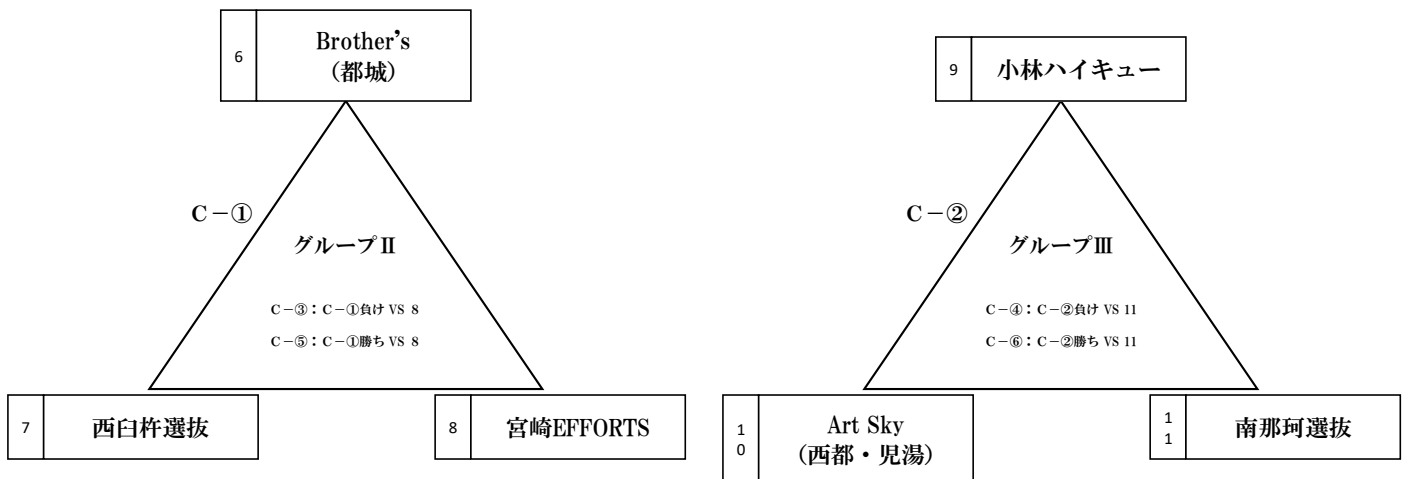 6
Brother's
(都城)
C－①
グループⅡ
C－③：C－①負け VS 8
C－⑤：C－①勝ち VS 8
7
西臼杵選抜
8
宮崎EFFORTS
9
小林ハイキュー
C－②
グループⅢ
C－④：C－②負け VS 11
C－⑥：C－②勝ち VS 11
10
Art Sky
(西都・児湯)
11
南那珂選抜